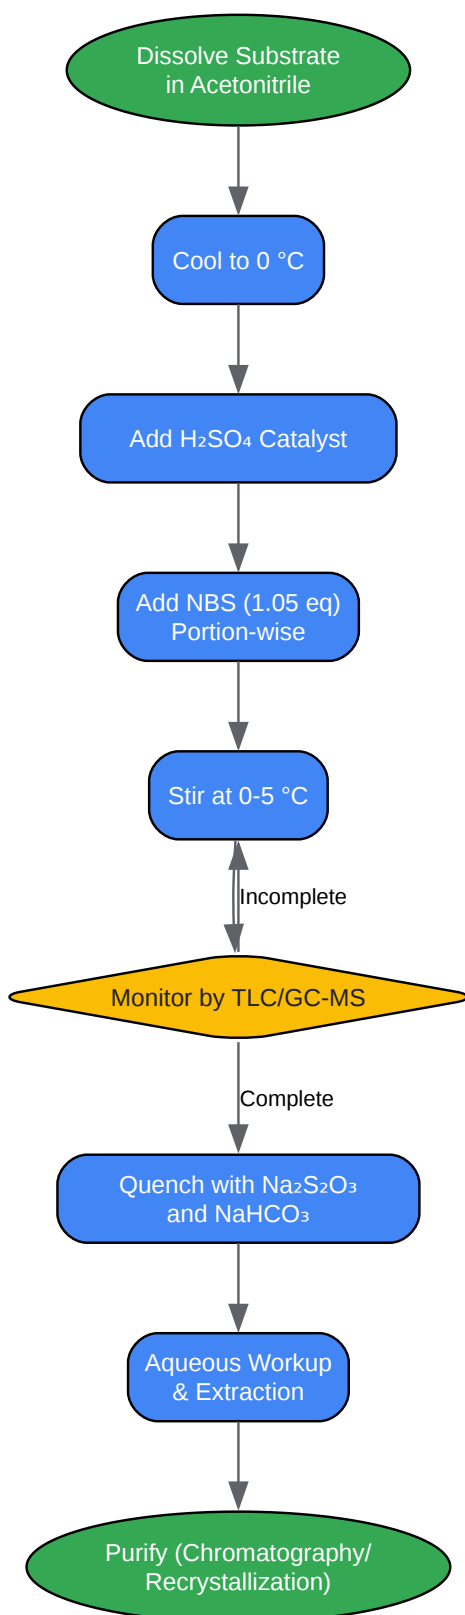 Dissolve Substrate
in Acetonitrile
Cool to 0 °C
Add H₂SO₄ Catalyst
Add NBS (1.05 eq)
Portion-wise
Stir at 0-5 °C
Incomplete
Monitor by TLC/GC-MS
Complete
Quench with Na₂S₂O₃
and NaHCO₃
Aqueous Workup
& Extraction
Purify (Chromatography/
Recrystallization)